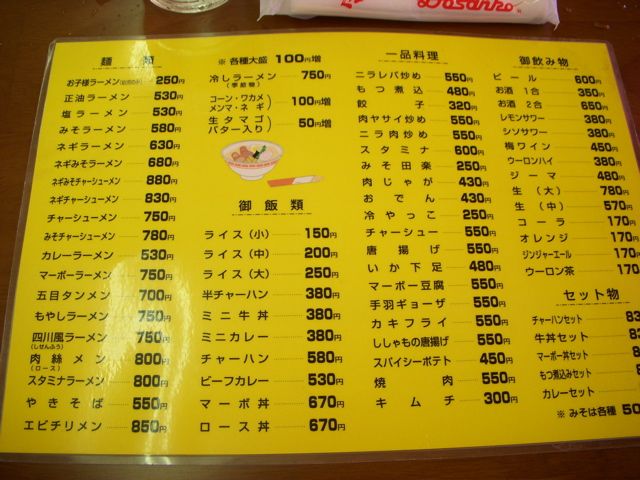 Dosanko
麺 類
お子様ラーメン 250円
正油ラーメン 530円
塩ラーメン 530円
みそラーメン 580円
ネギラーメン 630円
ネギみそラーメン 680円
ネギみそチャーシューメン 880円
ネギチャーシューメン 830円
チャーシューメン 750円
みそチャーシューメン 780円
カレーラーメン 530円
マーボーラーメン 750円
五目タンメン 700円
もやしラーメン 750円
四川風ラーメン 750円
(しせんふう)
肉絲メン 800円
(ロース)
スタミナラーメン 800円
やきそば 550円
エビチリメン 850円
※ 各種大盛 100円増
冷しラーメン 750円
(季節物)
コーン・ワカメ
メンマ・ネギ 100円増
生タマゴ
バター入り 50円増
御飯類
ライス(小) 150円
ライス(中) 200円
ライス(大) 250円
半チャーハン 380円
ミニ牛丼 380円
ミニカレー 380円
チャーハン 580円
ビーフカレー 530円
マーボ丼 670円
ロース丼 670円
一品料理
ニラレバ炒め 550円
もつ煮込 480円
餃子 320円
肉ヤサイ炒め 550円
ニラ肉炒め 550円
スタミナ 600円
みそ田楽 250円
肉じゃが 430円
おでん 430円
冷やっこ 250円
チャーシュー 550円
唐揚げ 550円
いか下足 480円
マーボー豆腐 550円
手羽ギョーザ 550円
カキフライ 550円
ししゃもの唐揚げ 550円
スパイシーポテト 450円
焼肉 550円
キムチ 300円
御飲み物
ビール 600円
お酒 1合 350円
お酒 2合 650円
レモンサワー 380円
シソサワー 380円
梅ワイン 450円
ウーロンハイ 380円
ジーマ 480円
生(大) 780円
生(中) 570円
コーラ 170円
オレンジ 170円
ジンジャーエール 170円
ウーロン茶 170円
セット物
チャーハンセット
牛丼セット
マーボー丼セット
もつ煮込みセット
カレーセット
※ みそは各種 50